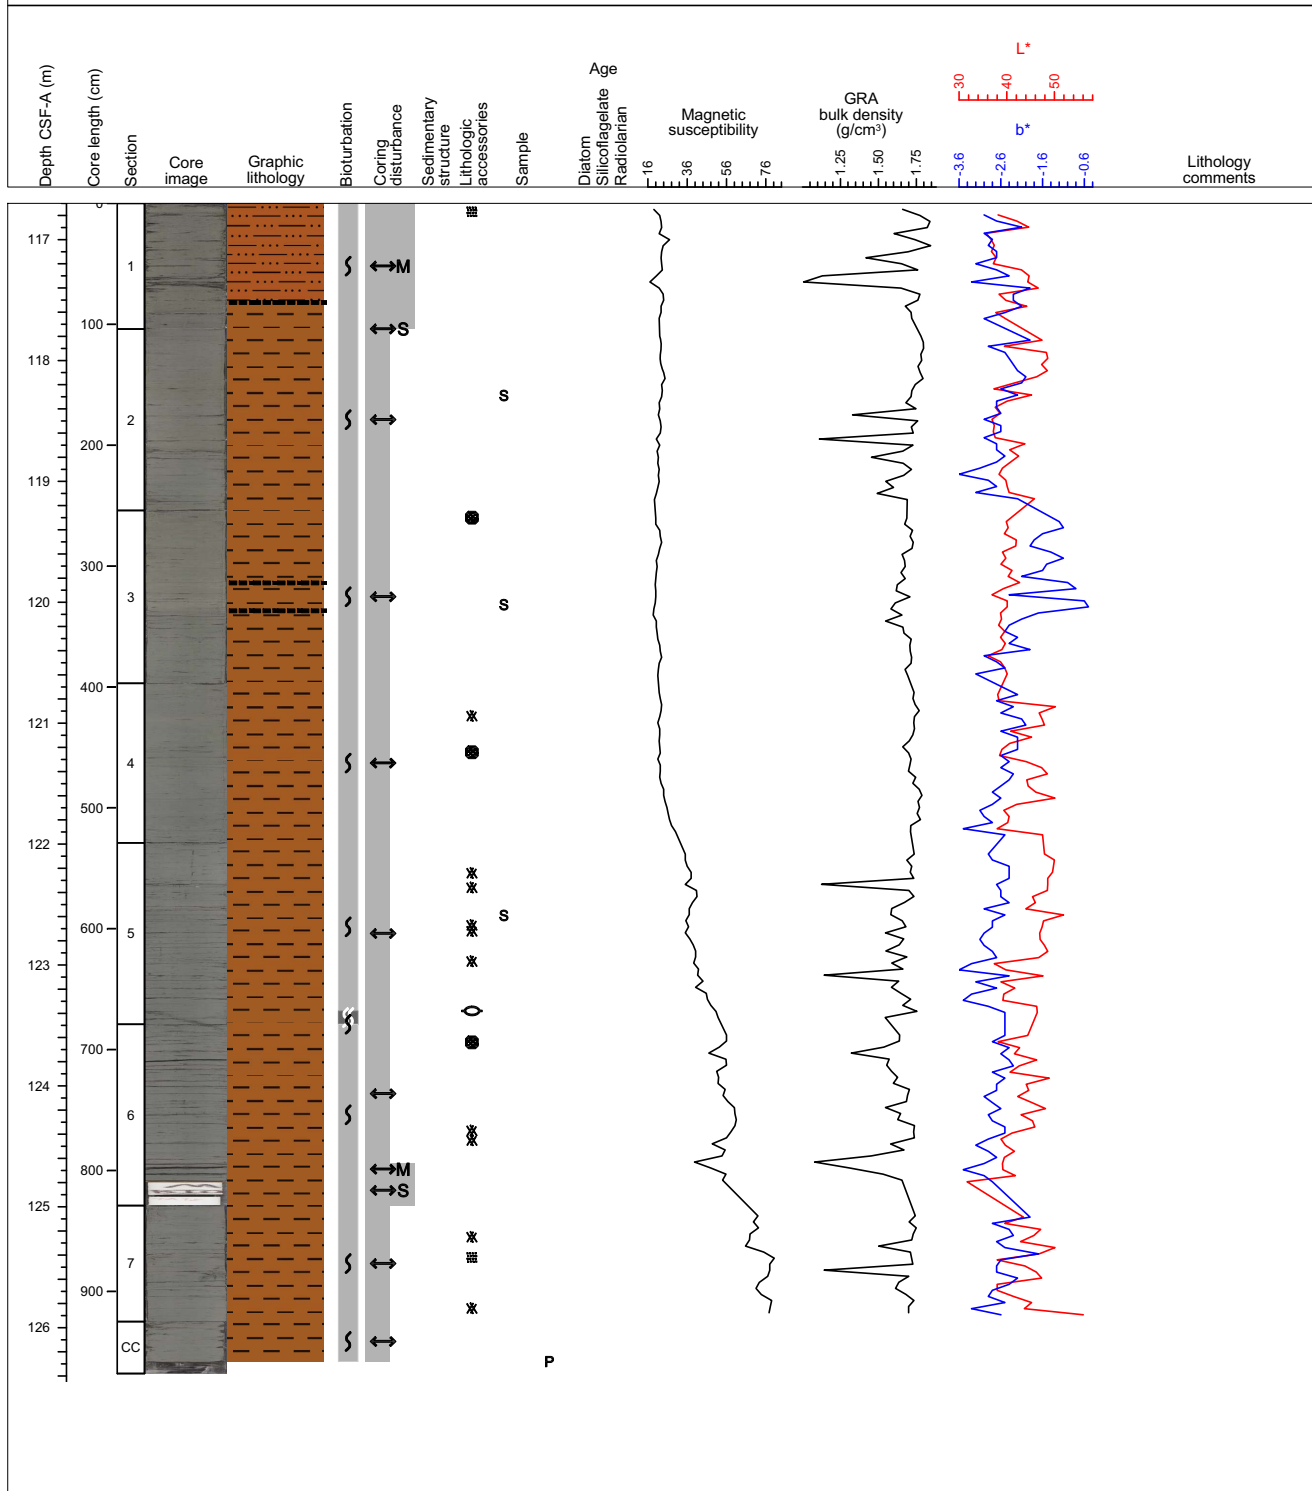 Depth CSF-A (m)
Core length (cm)
Section
Core
image
Graphic
lithology
Bioturbation
Coring
disturbance
Sedimentary
structure
Lithologic
accessories
Sample
Age
Diatom
Silicoflagelate
Radiolarian
Magnetic
susceptibility
16 36 56 76
GRA
bulk density
(g/cm³)
1.25 1.50 1.75
L*
30 40 50
b*
-3.6 -2.6 -1.6 -0.6
Lithology
comments
117
1
M
100
S
118
S
2
200
119
300
3
120
S
400
121
4
500
122
600
S
5
123
700
124
6
800
M
S
125
7
900
126
CC
P